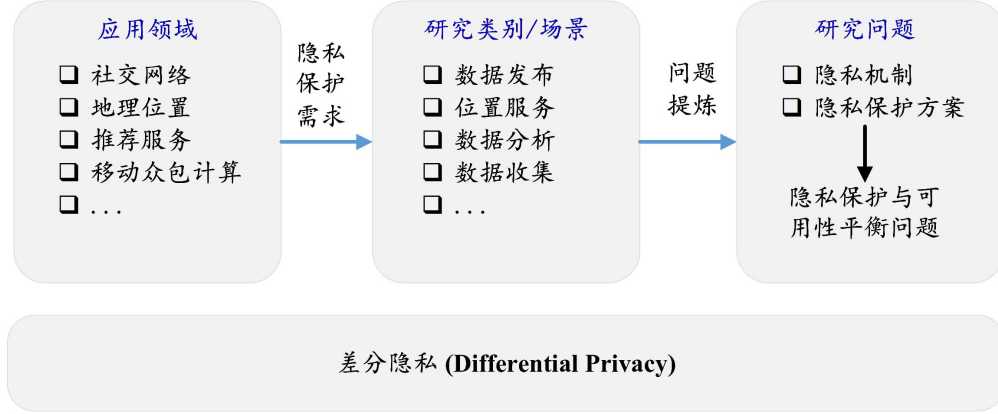 应用领域
❑ 社交网络
❑ 地理位置
❑ 推荐服务
❑ 移动众包计算
❑ ...
隐私
保护
需求
研究类别/场景
❑ 数据发布
❑ 位置服务
❑ 数据分析
❑ 数据收集
❑ ...
问题
提炼
研究问题
❑ 隐私机制
❑ 隐私保护方案
隐私保护与可
用性平衡问题
差分隐私 (Differential Privacy)